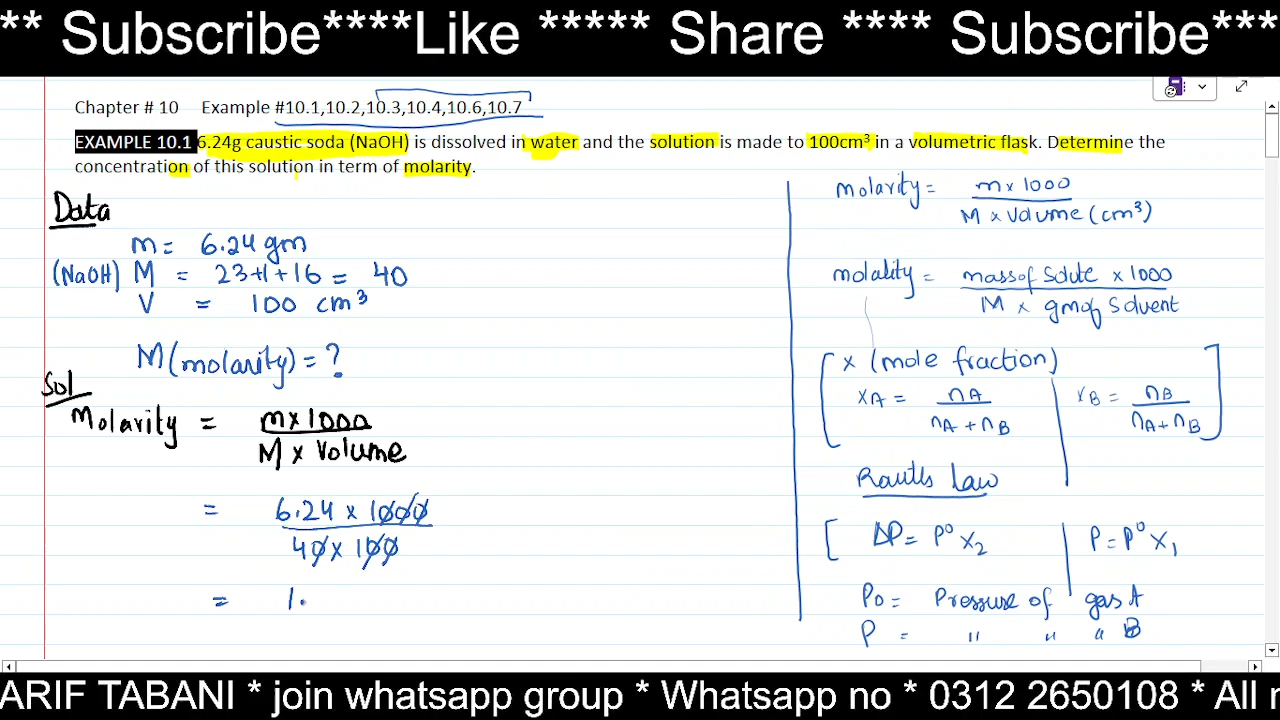 ** Subscribe****Like ***** Share **** Subscribe***
Chapter # 10 Example #10.1,10.2,10.3,10.4,10.6,10.7
EXAMPLE 10.1 6.24g caustic soda (NaOH) is dissolved in water and the solution is made to 100cm³ in a volumetric flask. Determine the
concentration of this solution in term of molarity.
Data
m = 6.24 gm
(NaOH) M = 23+1+16 = 40
V = 100 cm³
M (molarity) = ?
Sol
Molarity = m x 1000
M x Volume
= 6.24 x 1000
40 x 100
= 1.
molarity = m x 1000
M x Volume (cm³)
molality = mass of Solute x 1000
M x gm of Solvent
x (mole fraction)
xA = nA
nA + nB
xB = nB
nA + nB
Roults Law
ΔP = P⁰ X₂
P = P⁰ X₁
P0 = Pressure of gas A
P = " " " B
ARIF TABANI * join whatsapp group * Whatsapp no * 0312 2650108 * All r